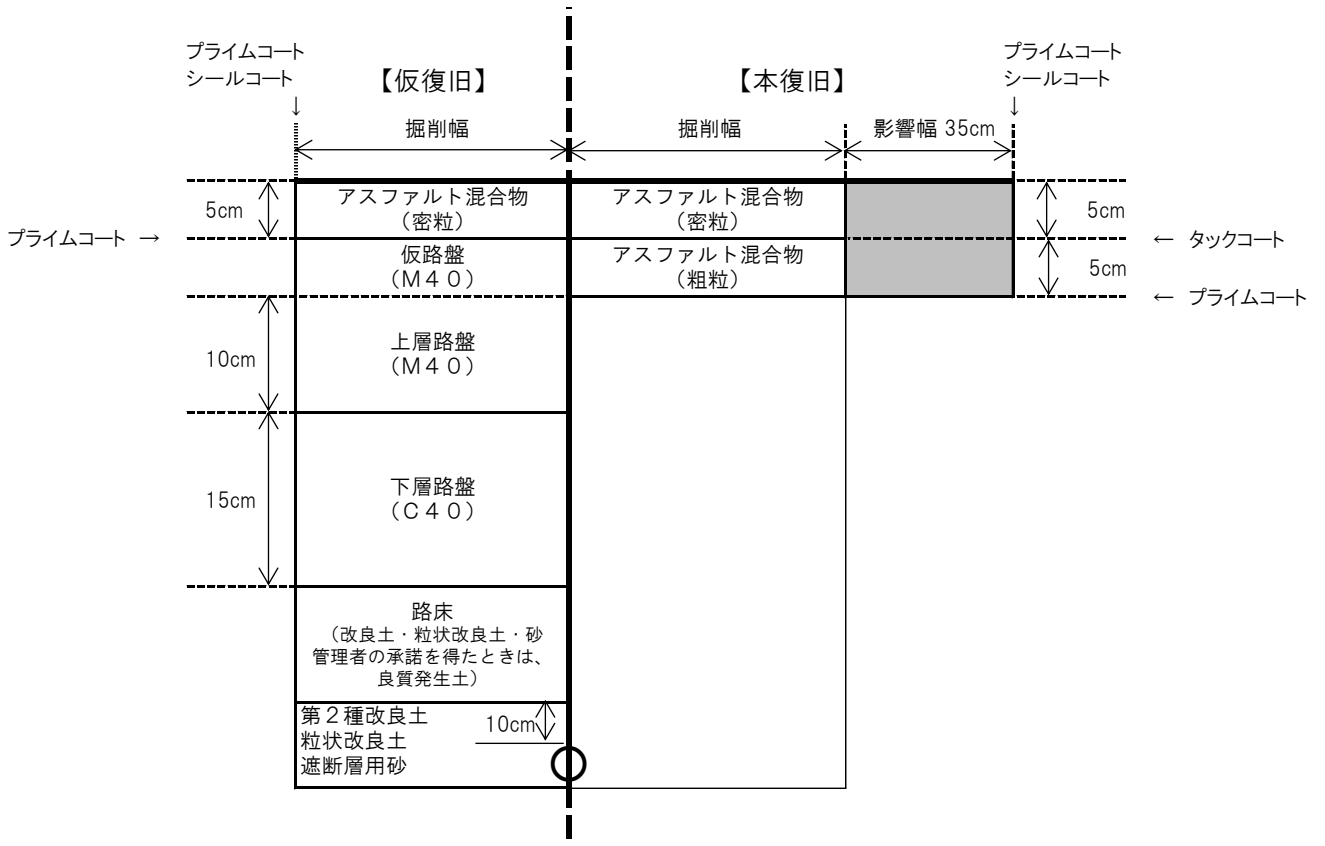 プライムコート
シールコート
↓
【仮復旧】
【本復旧】
プライムコート
シールコート
↓
掘削幅
掘削幅
影響幅 35cm
5cm
アスファルト混合物
（密粒）
アスファルト混合物
（密粒）
5cm
プライムコート →
← タックコート
仮路盤
（Ｍ４０）
アスファルト混合物
（粗粒）
5cm
← プライムコート
10cm
上層路盤
（Ｍ４０）
15cm
下層路盤
（Ｃ４０）
路床
（改良土・粒状改良土・砂
管理者の承諾を得たときは、
良質発生土）
第２種改良土
粒状改良土
遮断層用砂
10cm